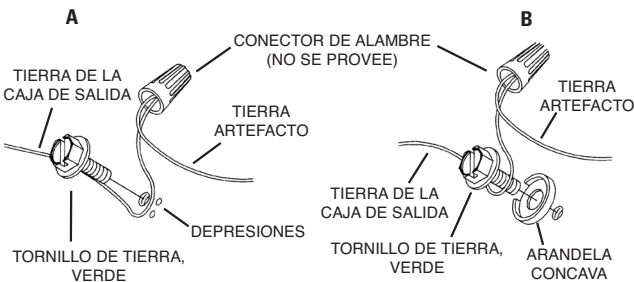 A
B
CONECTOR DE ALAMBRE
(NO SE PROVEE)
TIERRA DE LA
CAJA DE SALIDA
TIERRA
ARTEFACTO
DEPRESIONES
TORNILLO DE TIERRA,
VERDE
TIERRA
ARTEFACTO
TIERRA DE LA
CAJA DE SALIDA
TORNILLO DE TIERRA,
VERDE
ARANDELA
CONCAVA